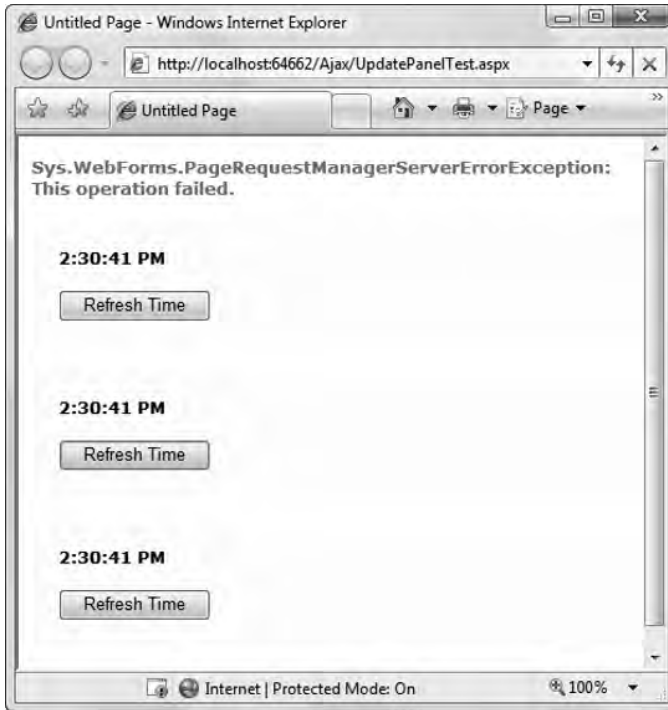 Untitled Page - Windows Internet Explorer
http://localhost:64662/Ajax/UpdatePanelTest.aspx
Untitled Page
Page
Sys.WebForms.PageRequestManagerServerErrorException:
This operation failed.
2:30:41 PM
Refresh Time
2:30:41 PM
Refresh Time
2:30:41 PM
Refresh Time
Internet | Protected Mode: On
100%